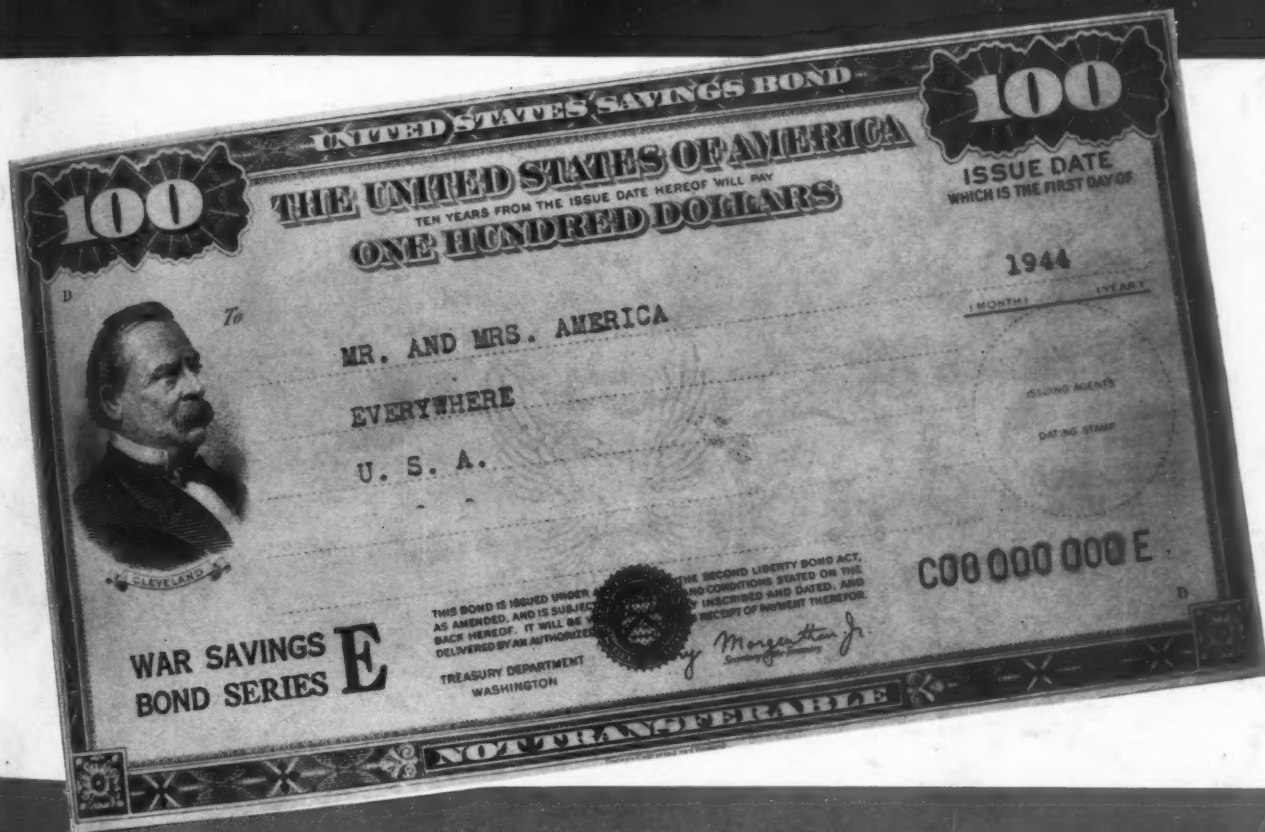 UNITED STATES SAVINGS BOND
100
100
THE UNITED STATES OF AMERICA
TEN YEARS FROM THE ISSUE DATE HEREOF WILL PAY
ONE HUNDRED DOLLARS
ISSUE DATE
WHICH IS THE FIRST DAY OF
1944
(MONTH) (YEAR)
D
To
MR. AND MRS. AMERICA
EVERYWHERE
U. S. A.
ISSUING AGENT'S
DATING STAMP
CLEVELAND
C00 000 000 E
D
WAR SAVINGS
BOND SERIES E
THIS BOND IS ISSUED UNDER THE SECOND LIBERTY BOND ACT,
AS AMENDED, AND IS SUBJECT AND CONDITIONS STATED ON THE
BACK HEREOF. IT WILL BE INSCRIBED AND DATED, AND
DELIVERED BY AN AUTHORIZED RECEIPT OF PAYMENT THEREFOR.
TREASURY DEPARTMENT
WASHINGTON
Morgenthau Jr.
Secretary of the Treasury
NOT TRANSFERABLE